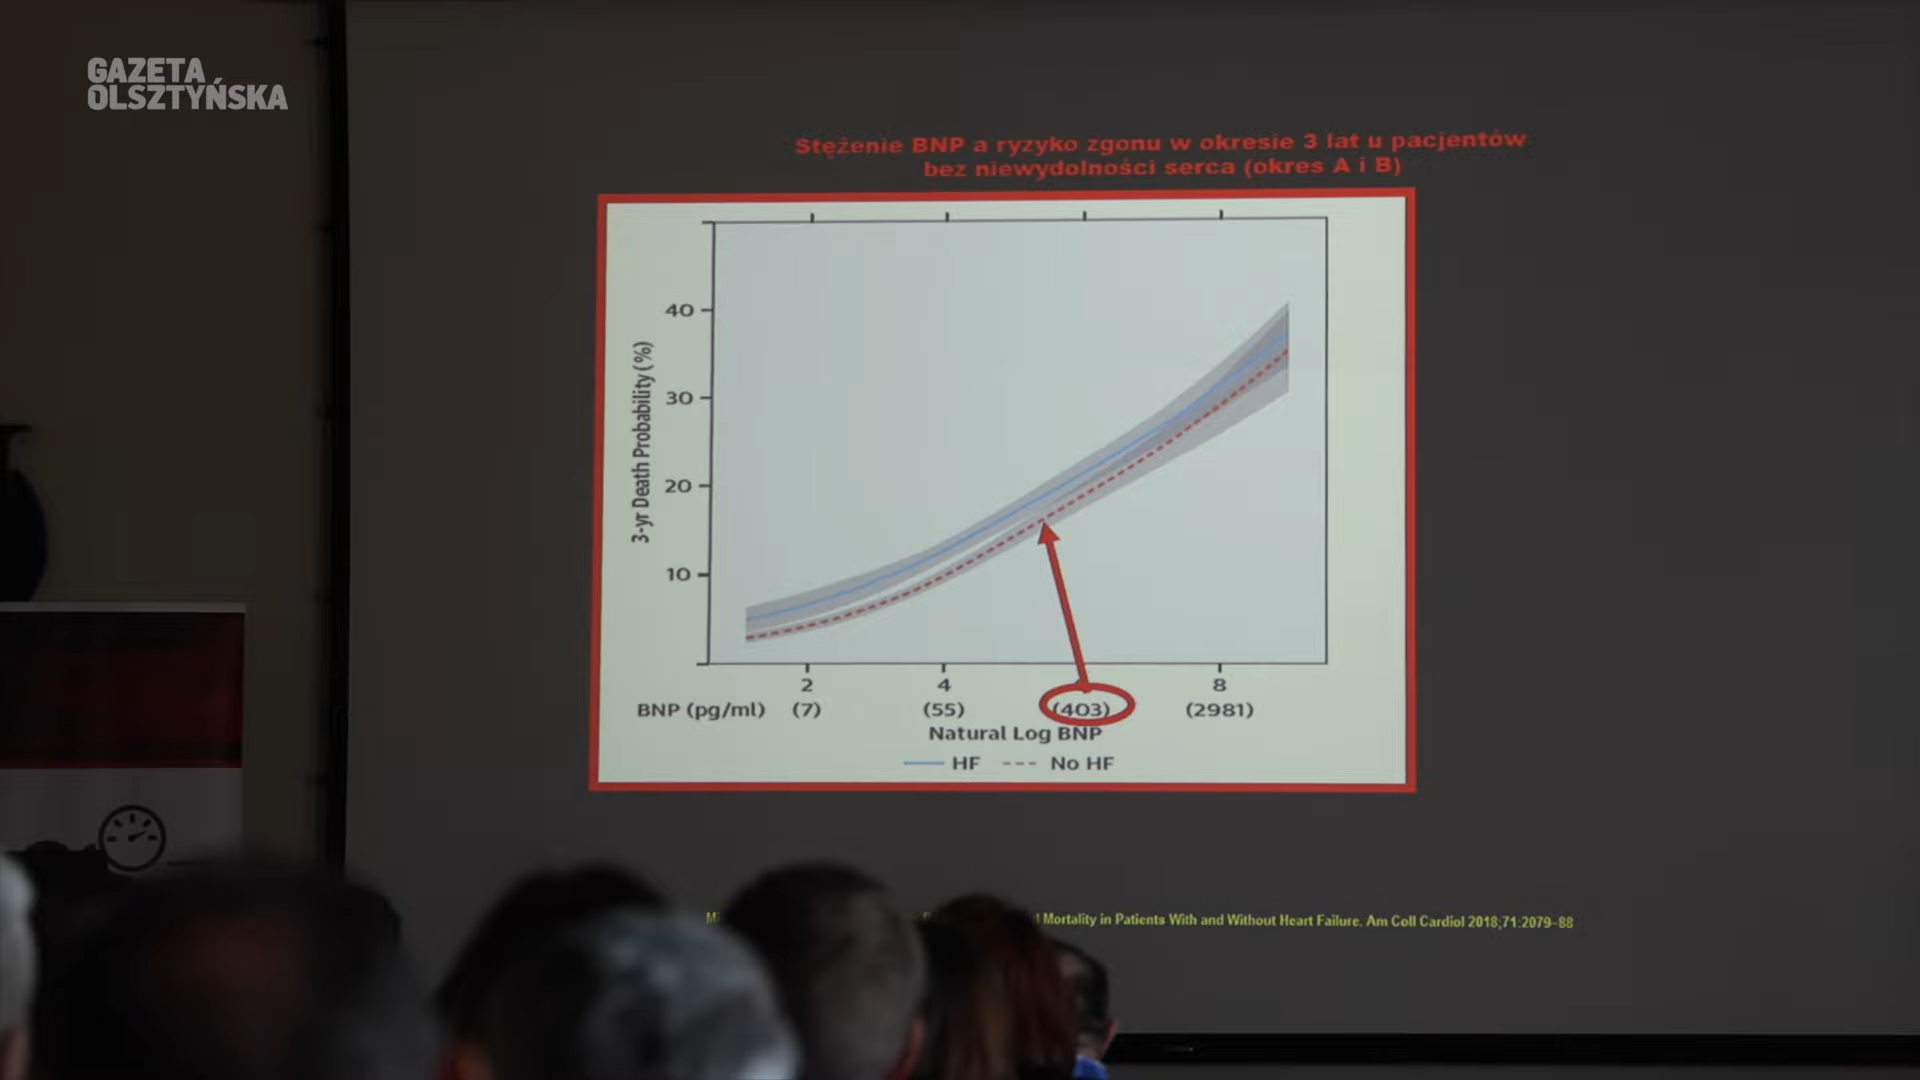 GAZETA
OLSZTYŃSKA
Stężenie BNP a ryzyko zgonu w okresie 3 lat u pacjentów
bez niewydolności serca (okres A i B)
40
30
20
10
3-yr Death Probability (%)
2 4 8
BNP (pg/ml) (7) (55) (403) (2981)
Natural Log BNP
HF No HF
Mortality in Patients With and Without Heart Failure. Am Coll Cardiol 2018;71:2079–88